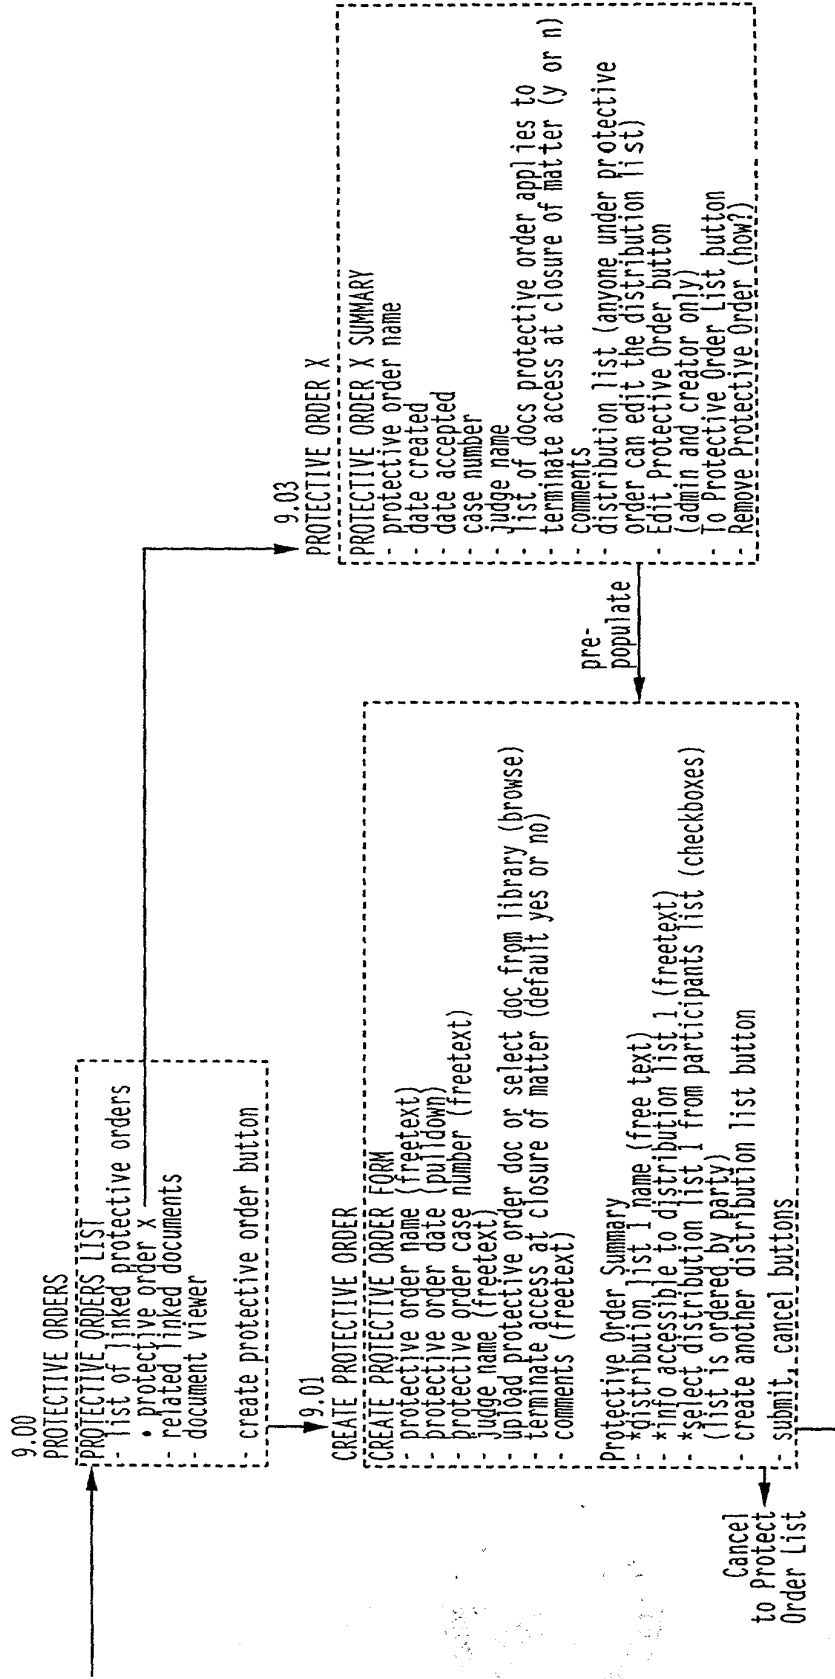 9.00
PROTECTIVE ORDERS
PROTECTIVE ORDERS LIST
- list of linked protective orders
• protective order X
- related linked documents
- document viewer
- create protective order button
9.01
CREATE PROTECTIVE ORDER
CREATE PROTECTIVE ORDER FORM
- protective order name (freetext)
- protective order date (pulldown)
- protective order case number (freetext)
- judge name (freetext)
- upload protective order doc or select doc from library (browse)
- terminate access at closure of matter (default yes or no)
- comments (freetext)
Protective Order Summary
*distribution list 1 name (free text)
*info accessible to distribution list 1 (freetext)
*select distribution list 1 from participants list (checkboxes)
(list is ordered by party)
- create another distribution list button
- submit, cancel buttons
Cancel
to Protect
Order List
pre-
populate
9.03
PROTECTIVE ORDER X
PROTECTIVE ORDER X SUMMARY
- protective order name
- date created
- date accepted
- case number
- judge name
- list of docs protective order applies to
- terminate access at closure of matter (y or n)
- comments
- distribution list (anyone under protective
order can edit the distribution list)
- Edit Protective Order button
(admin and creator only)
- To Protective Order List button
- Remove Protective Order (how?)